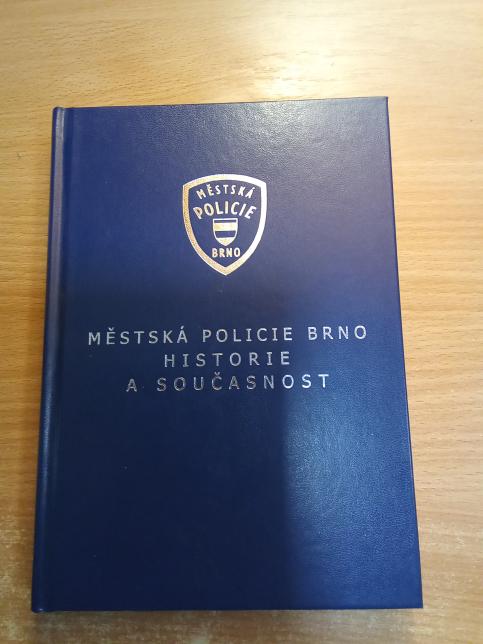 MĚSTSKÁ
POLICIE
BRNO
MĚSTSKÁ POLICIE BRNO
HISTORIE
A SOUČASNOST